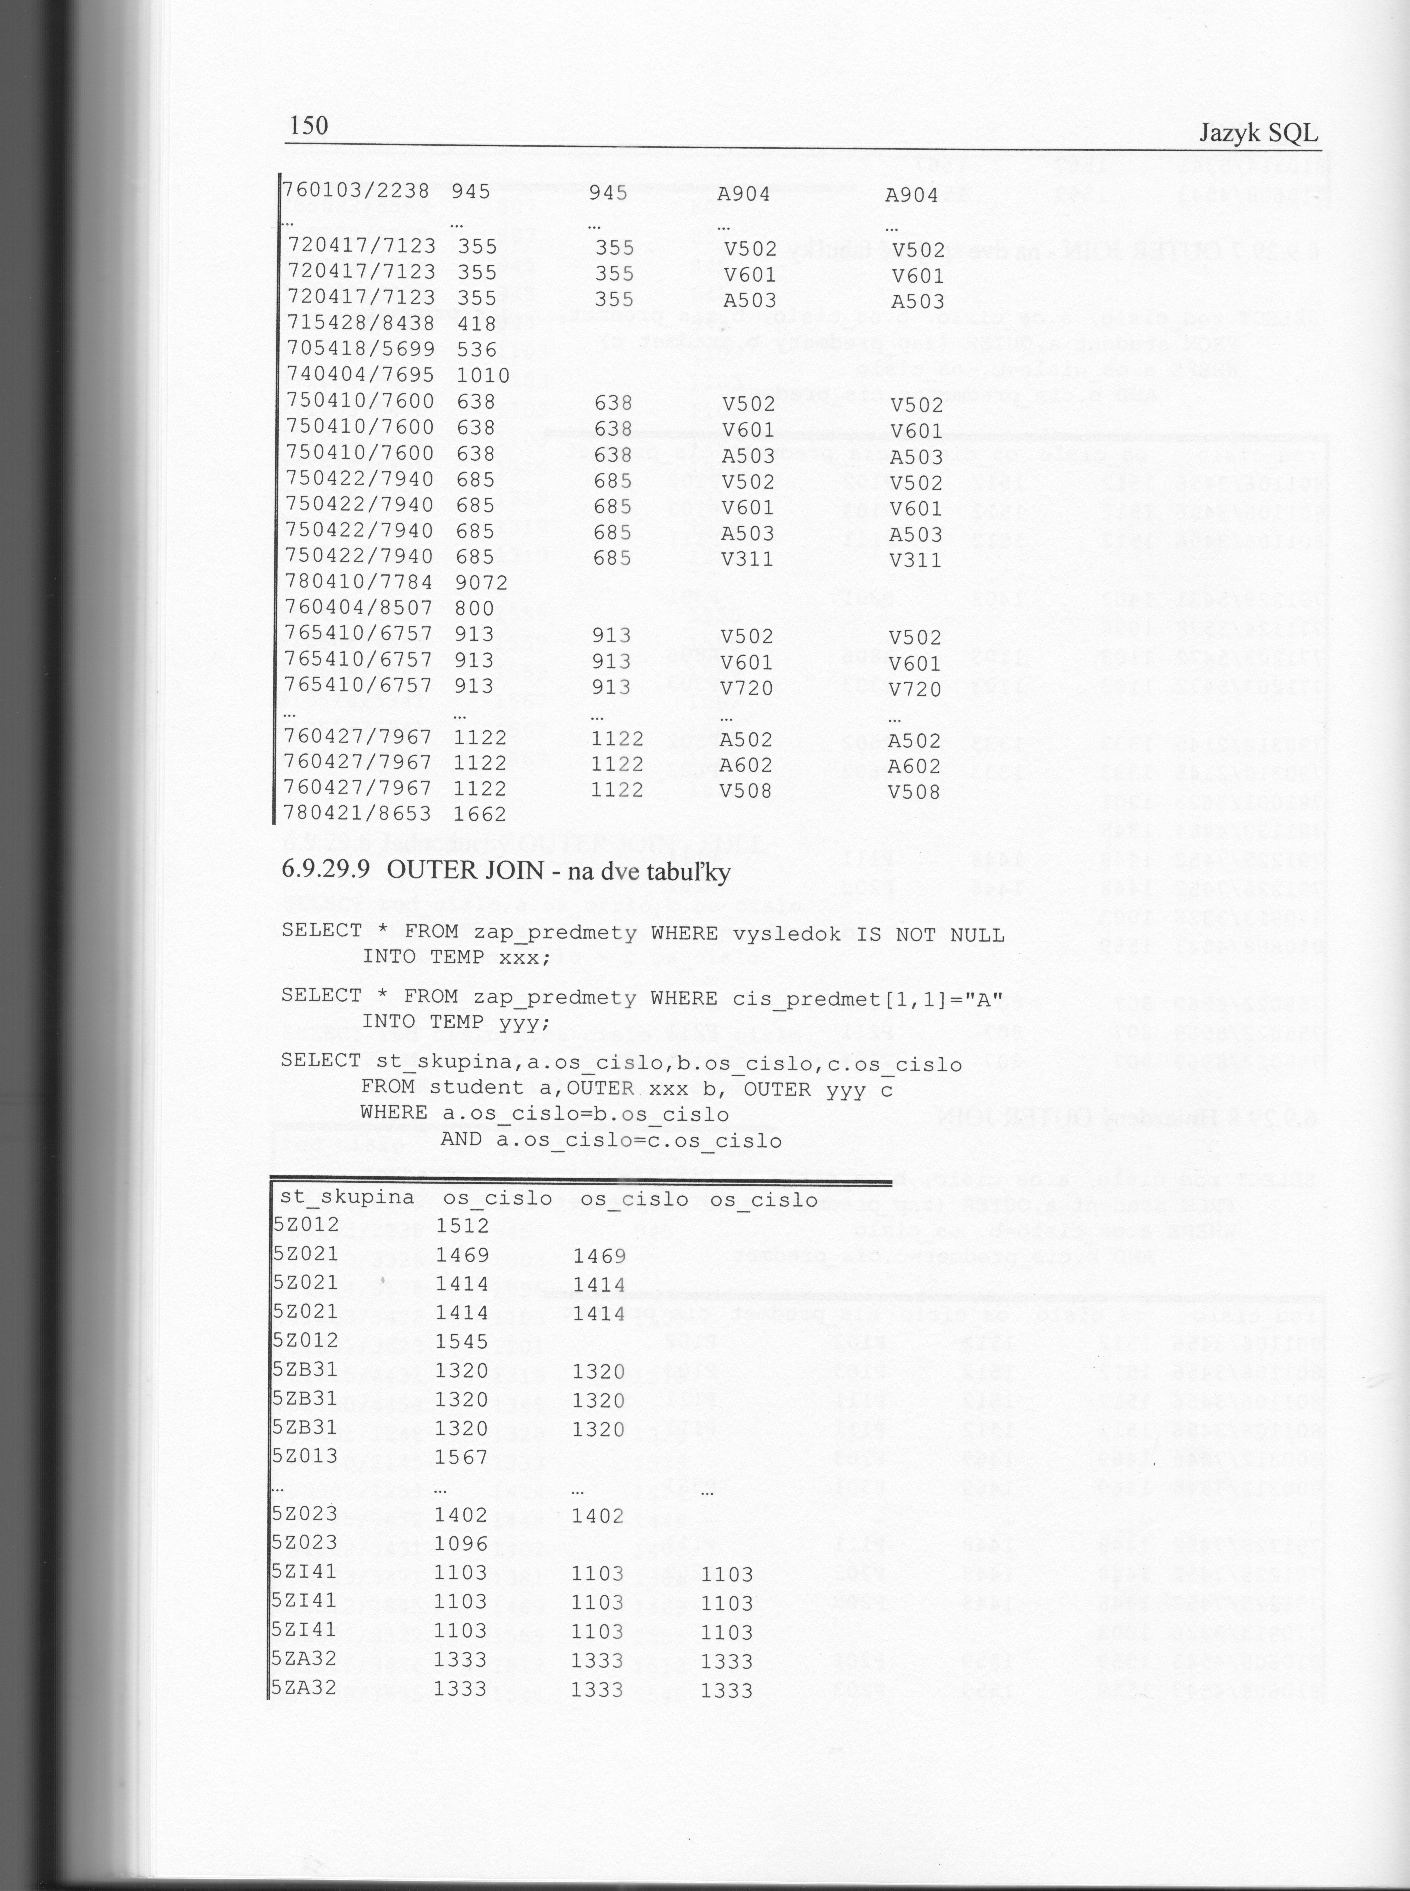 150 Jazyk SQL
760103/2238 945 945 A904 A904
... ... ... ... ...
720417/7123 355 355 V502 V502
720417/7123 355 355 V601 V601
720417/7123 355 355 A503 A503
715428/8438 418
705418/5699 536
740404/7695 1010
750410/7600 638 638 V502 V502
750410/7600 638 638 V601 V601
750410/7600 638 638 A503 A503
750422/7940 685 685 V502 V502
750422/7940 685 685 V601 V601
750422/7940 685 685 A503 A503
750422/7940 685 685 V311 V311
780410/7784 9072
760404/8507 800
765410/6757 913 913 V502 V502
765410/6757 913 913 V601 V601
765410/6757 913 913 V720 V720
... ... ... ... ...
760427/7967 1122 1122 A502 A502
760427/7967 1122 1122 A602 A602
760427/7967 1122 1122 V508 V508
780421/8653 1662
6.9.29.9 OUTER JOIN - na dve tabuľky
SELECT * FROM zap_predmety WHERE vysledok IS NOT NULL
INTO TEMP xxx;
SELECT * FROM zap_predmety WHERE cis_predmet[1,1]="A"
INTO TEMP yyy;
SELECT st_skupina,a.os_cislo,b.os_cislo,c.os_cislo
FROM student a,OUTER xxx b, OUTER yyy c
WHERE a.os_cislo=b.os_cislo
AND a.os_cislo=c.os_cislo
st_skupina os_cislo os_cislo os_cislo
5Z012 1512
5Z021 1469 1469
5Z021 1414 1414
5Z021 1414 1414
5Z012 1545
5ZB31 1320 1320
5ZB31 1320 1320
5ZB31 1320 1320
5Z013 1567
... ... ... ...
5Z023 1402 1402
5Z023 1096
5ZI41 1103 1103 1103
5ZI41 1103 1103 1103
5ZI41 1103 1103 1103
5ZA32 1333 1333 1333
5ZA32 1333 1333 1333